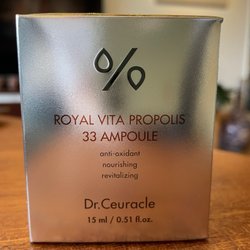 ROYAL VITA PROPOLIS
33 AMPOULE
anti-oxidant
nourishing
revitalizing
Dr.Ceuracle
15 ml / 0.51 fl.oz.